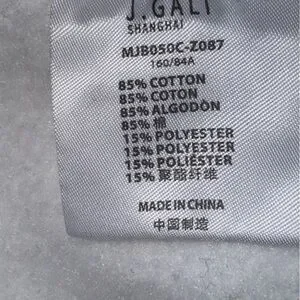 J.GALI
SHANGHAI
MJB050C-Z087
160/84A
85% COTTON
85% COTON
85% ALGODÓN
85% 棉
15% POLYESTER
15% POLYESTER
15% POLIÉSTER
15% 聚酯纤维
MADE IN CHINA
中国制造